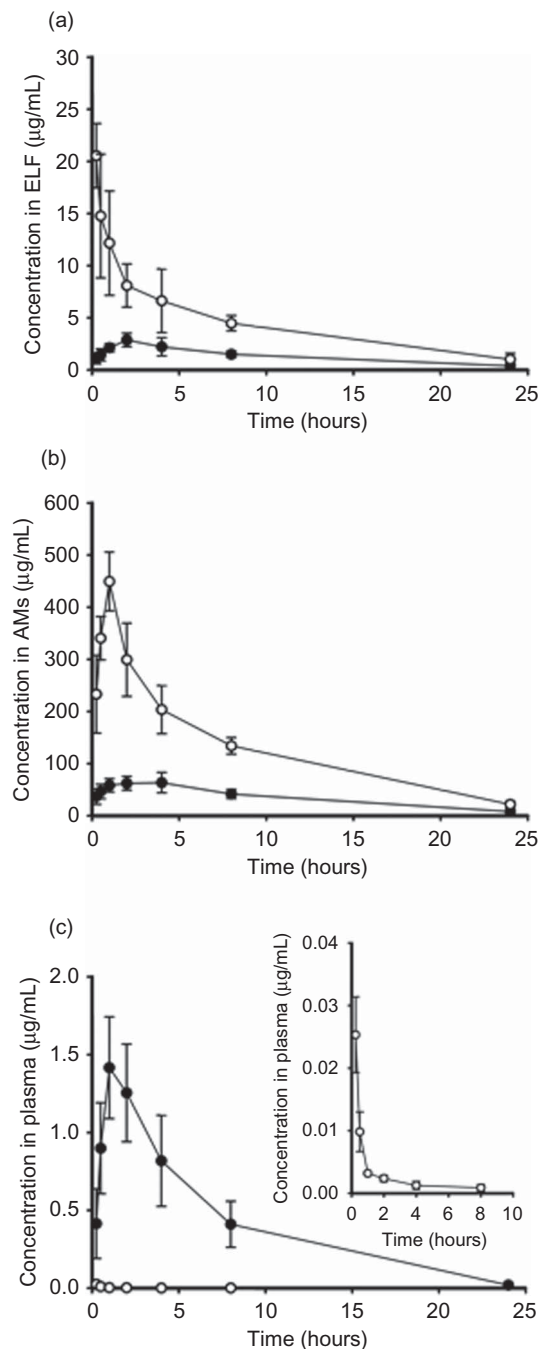 (a)
Concentration in ELF (μg/mL)
30
25
20
15
10
5
0
0 5 10 15 20 25
Time (hours)
(b)
Concentration in AMs (μg/mL)
600
500
400
300
200
100
0
0 5 10 15 20 25
Time (hours)
(c)
Concentration in plasma (μg/mL)
2.0
1.5
1.0
0.5
0.0
0 5 10 15 20 25
Time (hours)
Concentration in plasma (μg/mL)
0.04
0.03
0.02
0.01
0.00
0 2 4 6 8 10
Time (hours)